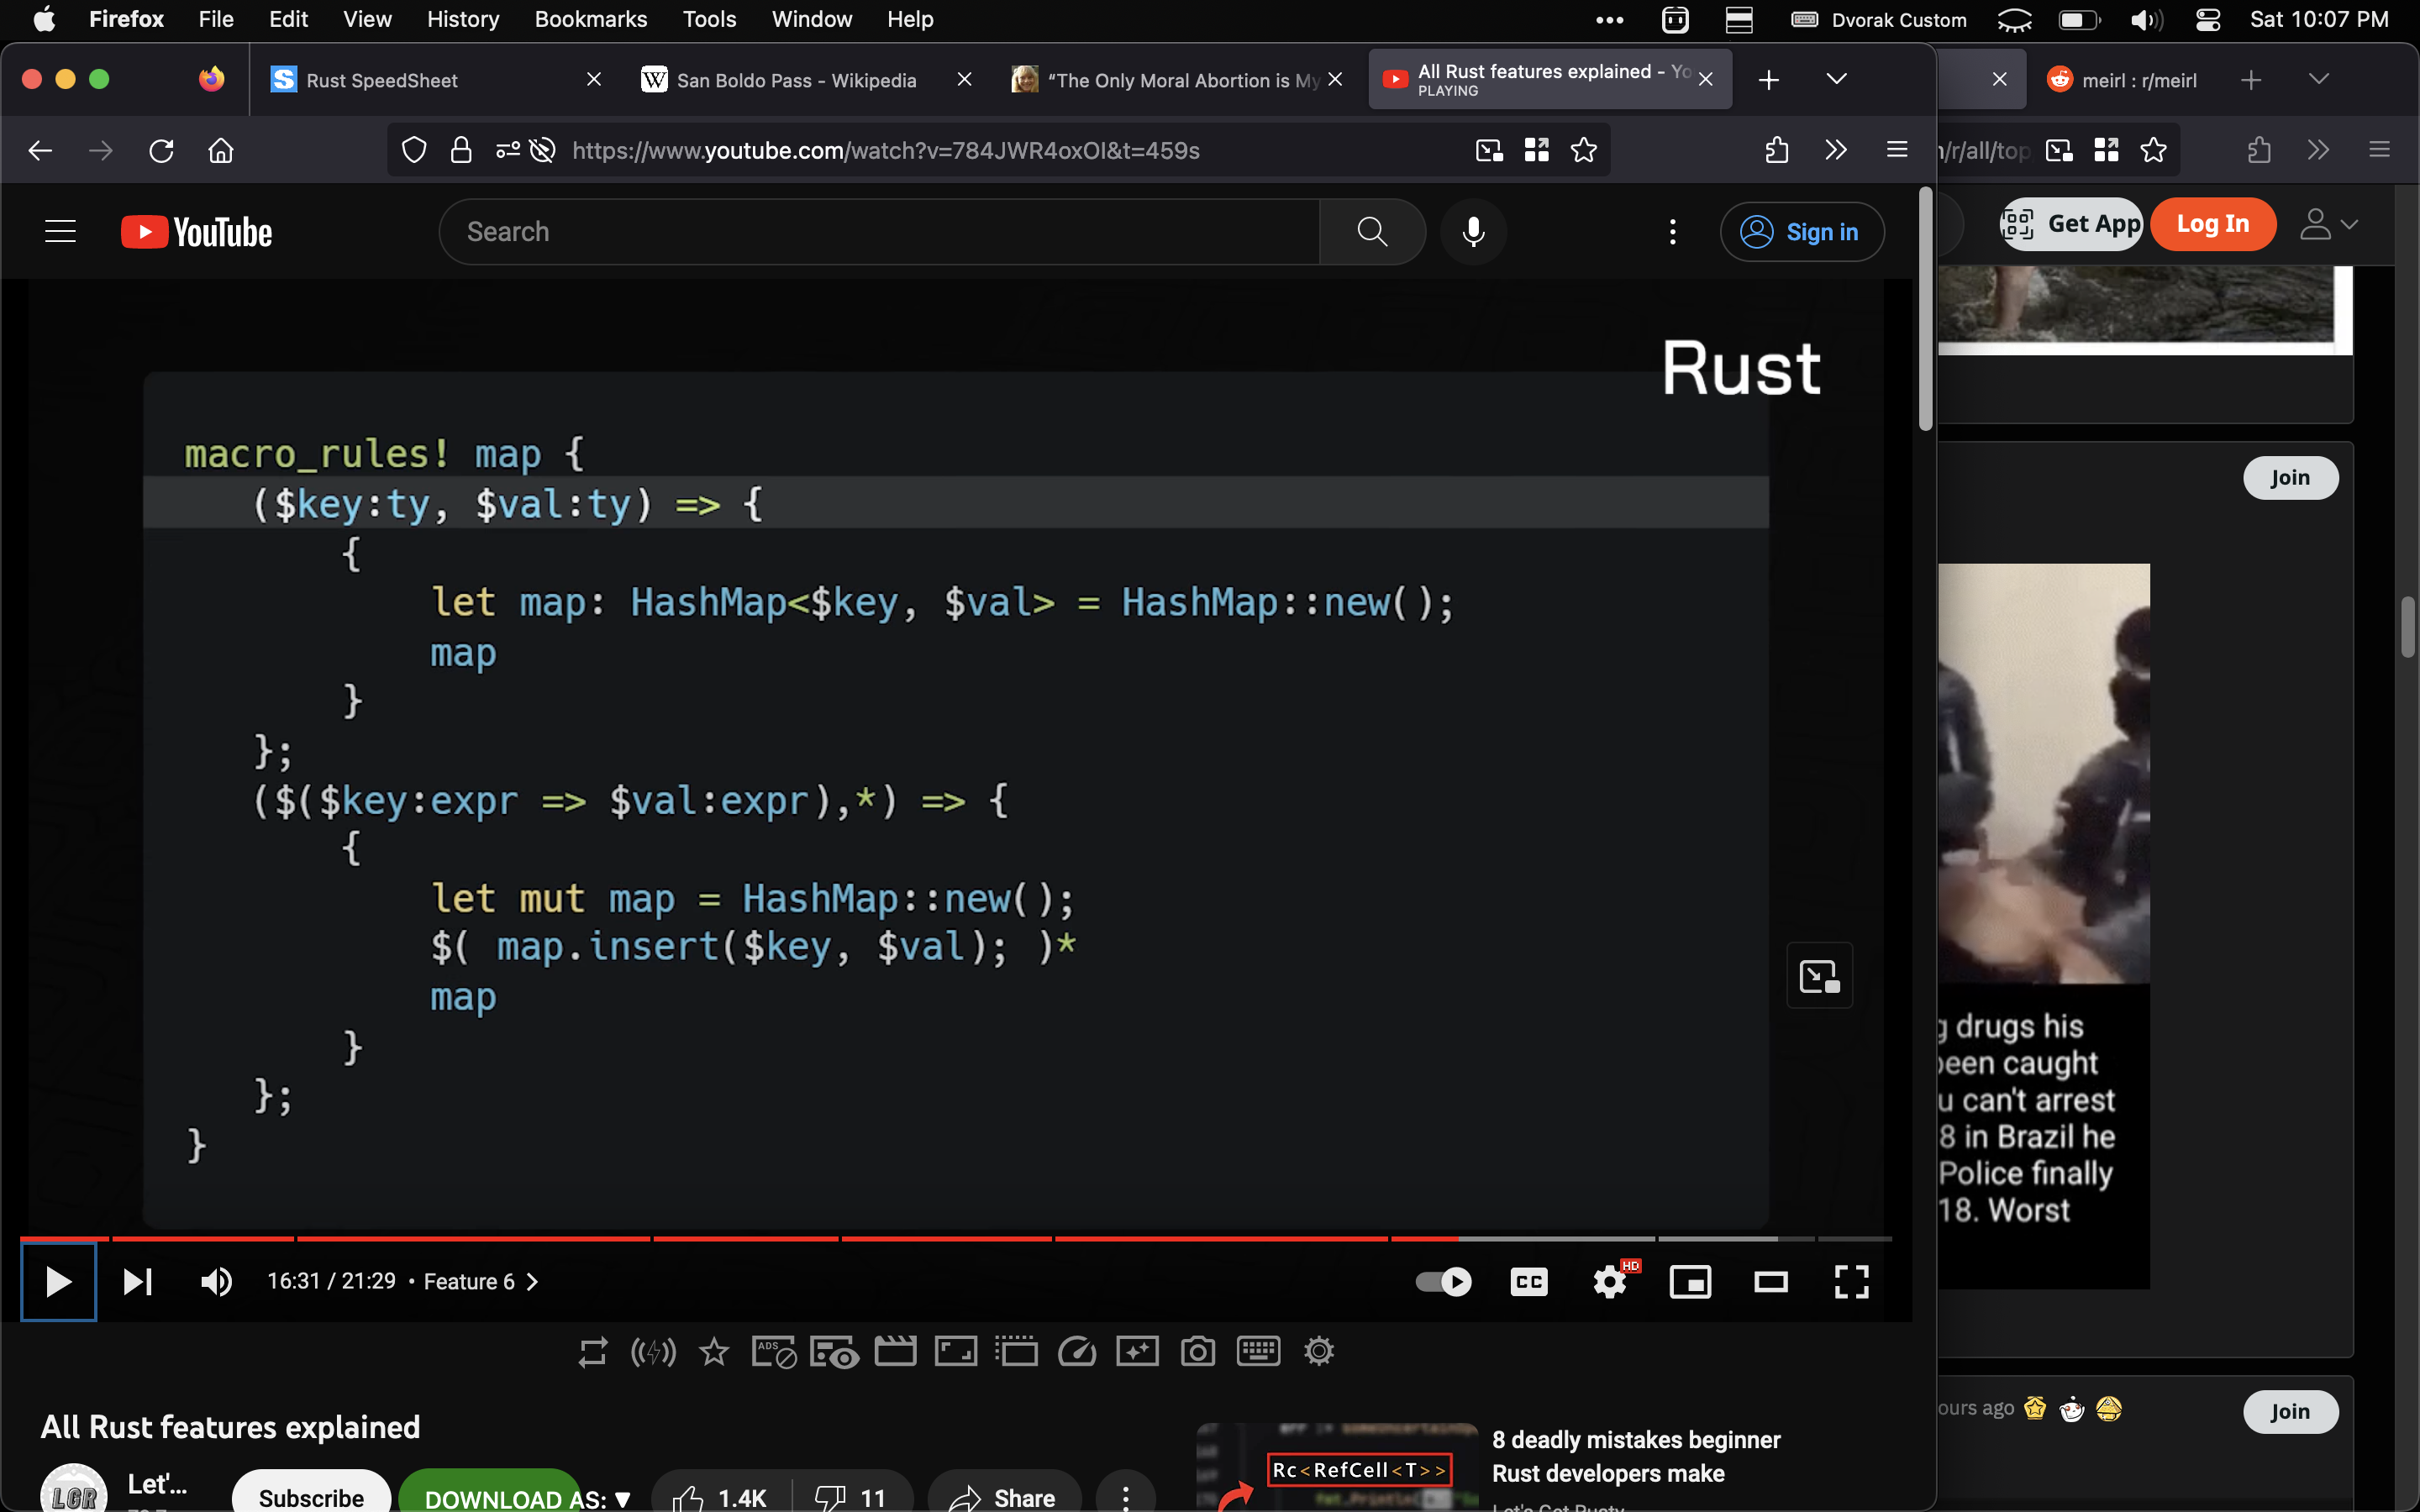 Firefox File Edit View History Bookmarks Tools Window Help ••• Dvorak Custom Sat 10:07 PM
Rust SpeedSheet
San Boldo Pass - Wikipedia
“The Only Moral Abortion is My
All Rust features explained - Yo
PLAYING
meirl : r/meirl
https://www.youtube.com/watch?v=784JWR4oxOI&t=459s
/r/all/top
YouTube
Search
Sign in
Get App
Log In
Rust
macro_rules! map {
($key:ty, $val:ty) => {
{
let map: HashMap<$key, $val> = HashMap::new();
map
}
};
($($key:expr => $val:expr),*) => {
{
let mut map = HashMap::new();
$( map.insert($key, $val); )*
map
}
};
}
16:31 / 21:29 • Feature 6
CC
HD
ADS
All Rust features explained
LGR
Let'...
Subscribe
DOWNLOAD AS: ▼
1.4K
11
Share
Rc<RefCell<T>>
8 deadly mistakes beginner
Rust developers make
Let's Get Rusty
Join
g drugs his
been caught
u can't arrest
8 in Brazil he
Police finally
18. Worst
ours ago
Join